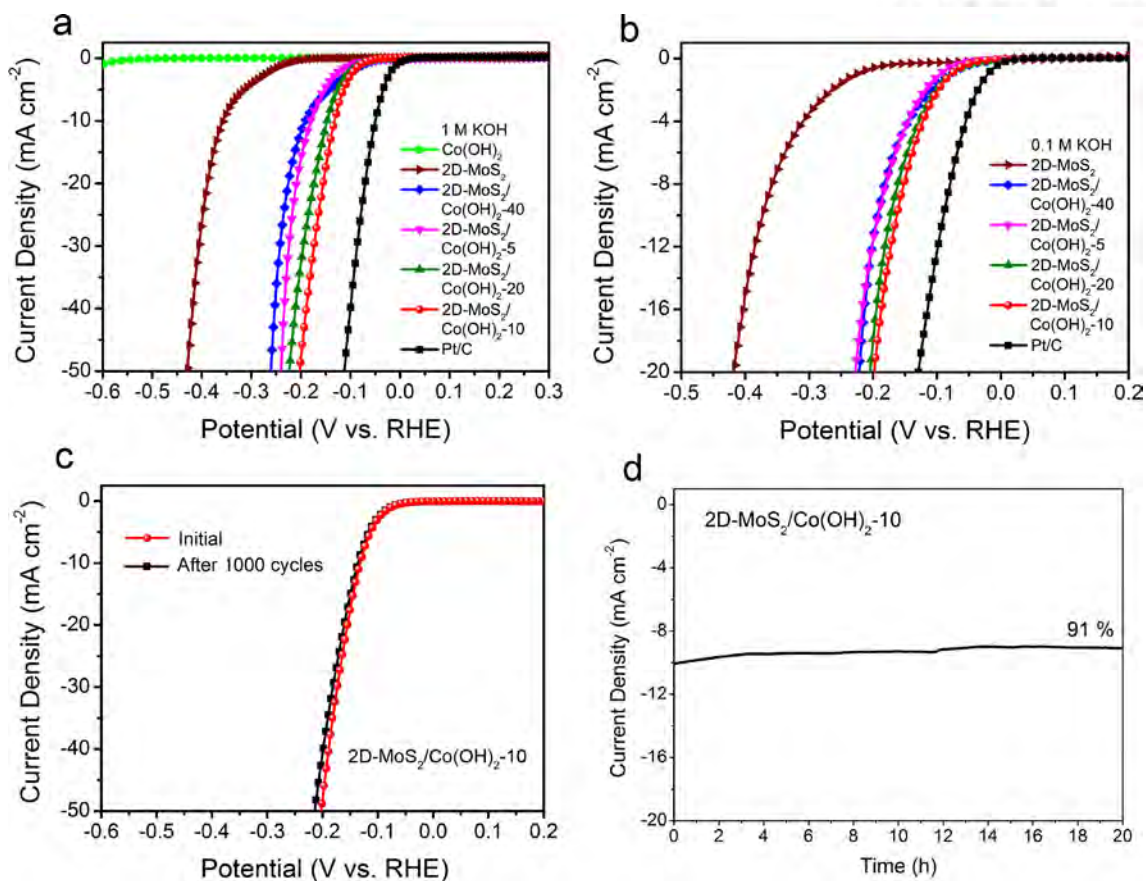 a
Current Density (mA cm⁻²)
0
-10
-20
-30
-40
-50
1 M KOH
Co(OH)₂
2D-MoS₂
2D-MoS₂/
Co(OH)₂-40
2D-MoS₂/
Co(OH)₂-5
2D-MoS₂/
Co(OH)₂-20
2D-MoS₂/
Co(OH)₂-10
Pt/C
-0.6 -0.5 -0.4 -0.3 -0.2 -0.1 0.0 0.1 0.2 0.3
Potential (V vs. RHE)
b
Current Density (mA cm⁻²)
0
-4
-8
-12
-16
-20
0.1 M KOH
2D-MoS₂
2D-MoS₂/
Co(OH)₂-40
2D-MoS₂/
Co(OH)₂-5
2D-MoS₂/
Co(OH)₂-20
2D-MoS₂/
Co(OH)₂-10
Pt/C
-0.5 -0.4 -0.3 -0.2 -0.1 0.0 0.1 0.2
Potential (V vs. RHE)
c
Current Density (mA cm⁻²)
0
-10
-20
-30
-40
-50
Initial
After 1000 cycles
2D-MoS₂/Co(OH)₂-10
-0.6 -0.5 -0.4 -0.3 -0.2 -0.1 0.0 0.1 0.2
Potential (V vs. RHE)
d
Current Density (mA cm⁻²)
0
-4
-8
-12
-16
-20
2D-MoS₂/Co(OH)₂-10
91 %
0 2 4 6 8 10 12 14 16 18 20
Time (h)